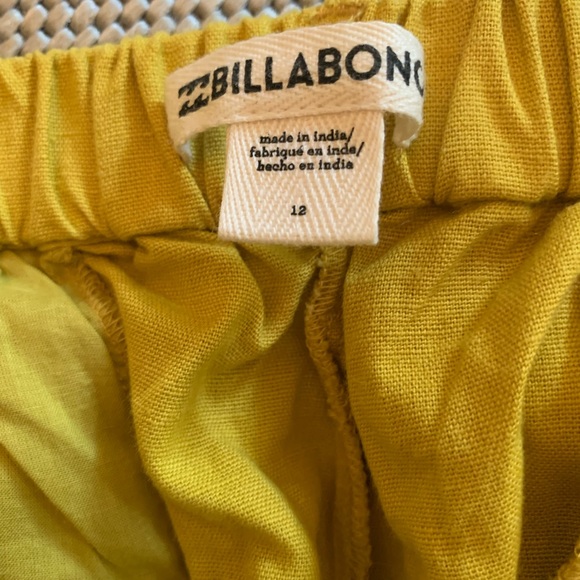 BILLABONG
made in india/
fabriqué en inde/
hecho en india
12